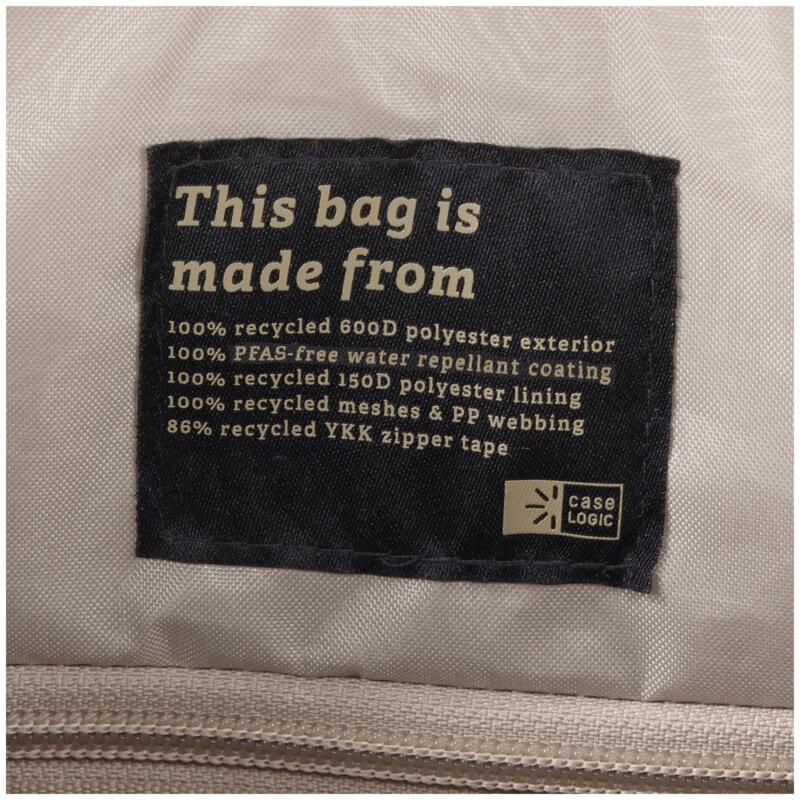 This bag is
made from
100% recycled 600D polyester exterior
100% PFAS-free water repellant coating
100% recycled 150D polyester lining
100% recycled meshes & PP webbing
86% recycled YKK zipper tape
case
LOGIC